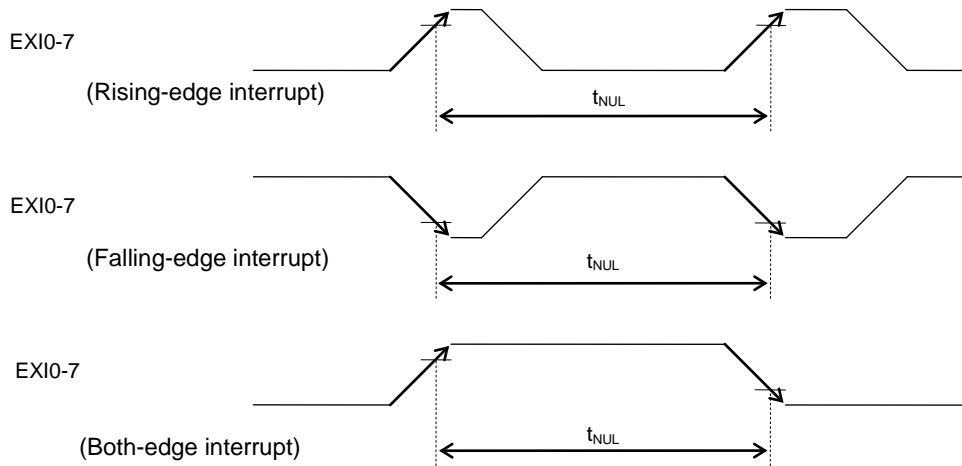 EXI0-7
(Rising-edge interrupt)
tNUL
EXI0-7
(Falling-edge interrupt)
tNUL
EXI0-7
(Both-edge interrupt)
tNUL